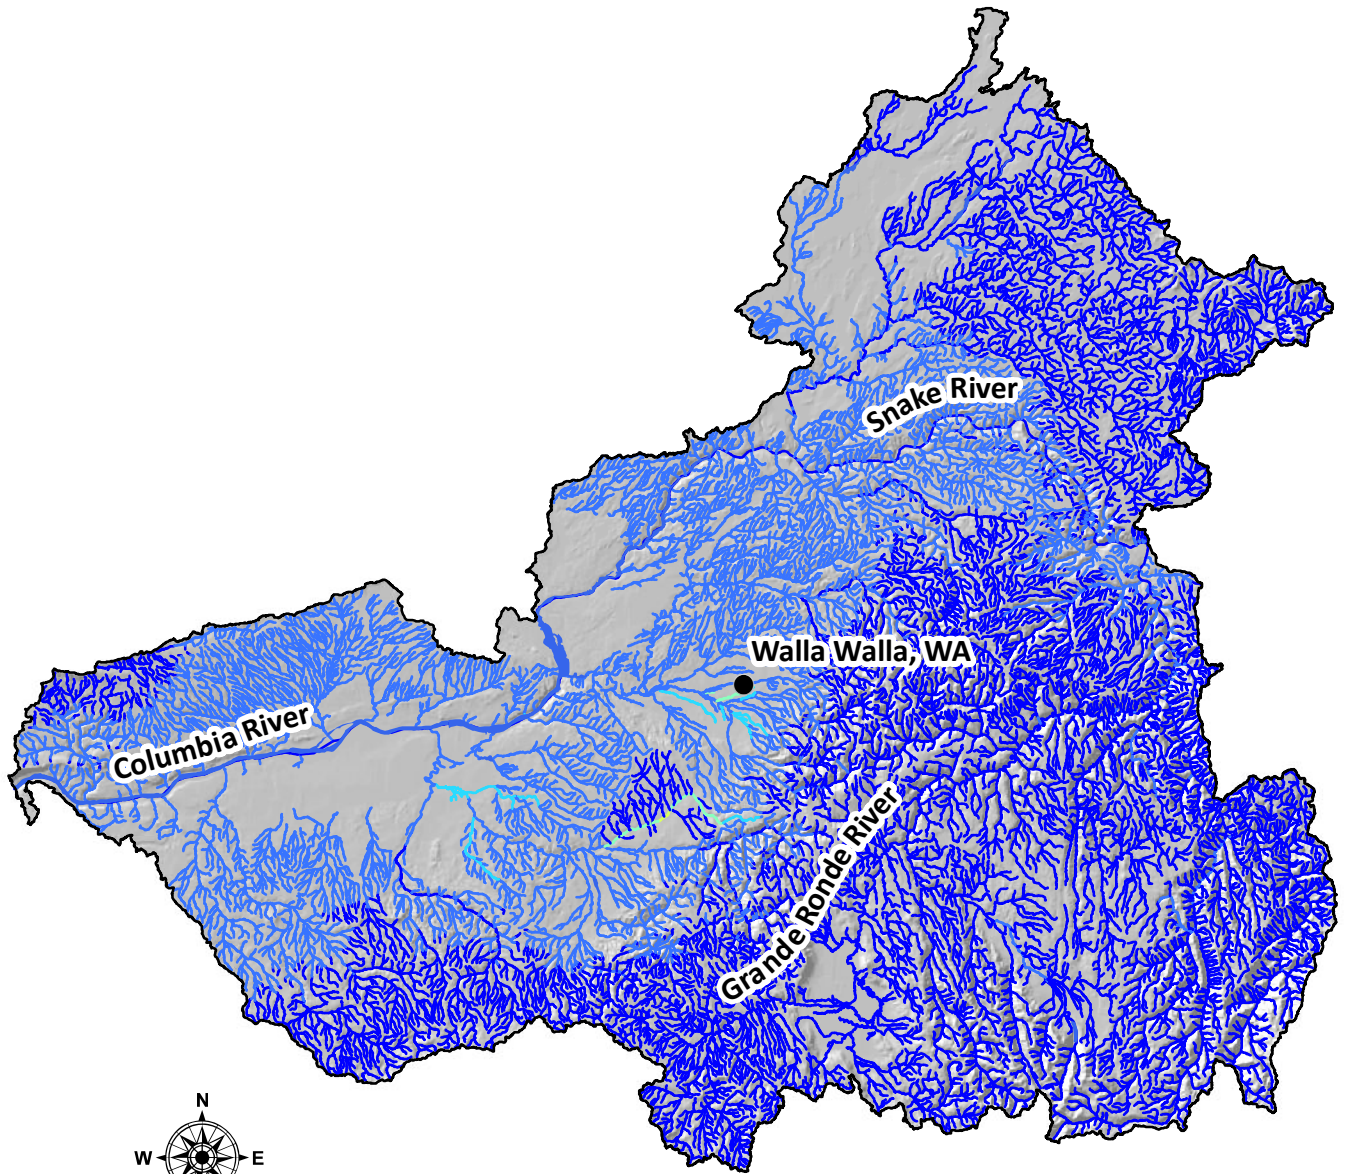 Snake River
Walla Walla, WA
Columbia River
Grande Ronde River
N
W E